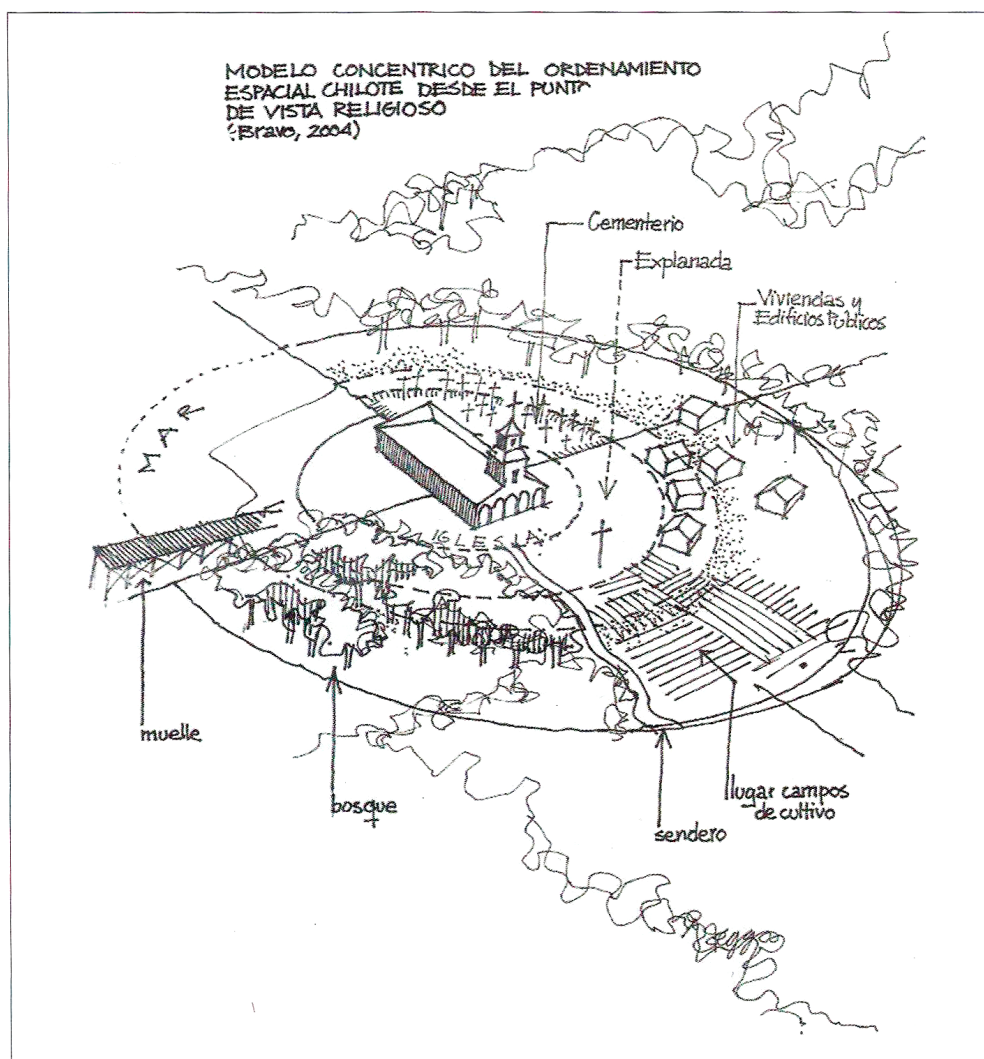 MODELO CONCENTRICO DEL ORDENAMIENTO
ESPACIAL CHILOTE DESDE EL PUNTO
DE VISTA RELIGIOSO
(Bravo, 2004)
Cementerio
Explanada
Viviendas y
Edificios Publicos
MAR
IGLESIA
muelle
bosque
lugar campos
de cultivo
sendero